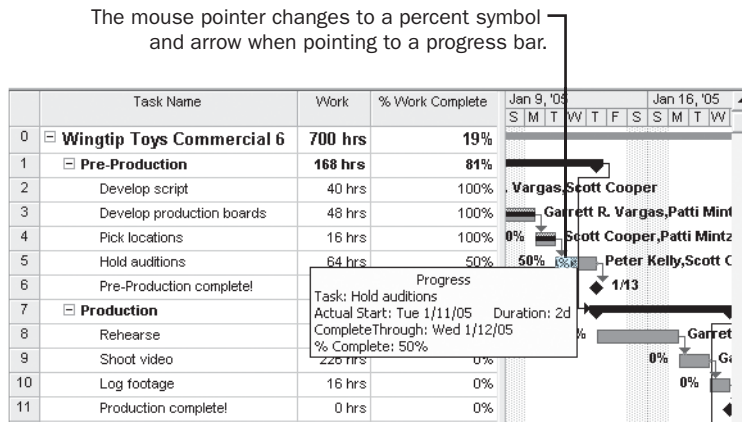 The mouse pointer changes to a percent symbol
and arrow when pointing to a progress bar.
Task Name Work % Work Complete Jan 9, '05 Jan 16, '05
S M T W T F S S M T W
0 Wingtip Toys Commercial 6 700 hrs 19%
1 Pre-Production 168 hrs 81%
2 Develop script 40 hrs 100% . Vargas,Scott Cooper
3 Develop production boards 48 hrs 100% Garrett R. Vargas,Patti Mint
4 Pick locations 16 hrs 100% 0% Scott Cooper,Patti Mintz
5 Hold auditions 64 hrs 50% 50% Peter Kelly,Scott C
6 Pre-Production complete! 1/13
Progress
Task: Hold auditions
Actual Start: Tue 1/11/05 Duration: 2d
CompleteThrough: Wed 1/12/05
% Complete: 50%
7 Production
8 Rehearse % Garret
9 Shoot video 226 hrs 0% 0% Ga
10 Log footage 16 hrs 0% 0%
11 Production complete! 0 hrs 0%